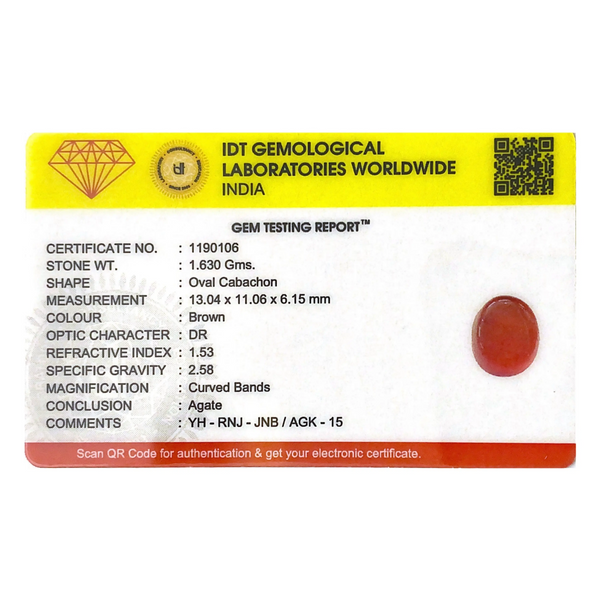 IDT GEMOLOGICAL
LABORATORIES WORLDWIDE
INDIA
GEM TESTING REPORT™
CERTIFICATE NO. : 1190106
STONE WT. : 1.630 Gms.
SHAPE : Oval Cabachon
MEASUREMENT : 13.04 x 11.06 x 6.15 mm
COLOUR : Brown
OPTIC CHARACTER : DR
REFRACTIVE INDEX : 1.53
SPECIFIC GRAVITY : 2.58
MAGNIFICATION : Curved Bands
CONCLUSION : Agate
COMMENTS : YH - RNJ - JNB / AGK - 15
Scan QR Code for authentication & get your electronic certificate.